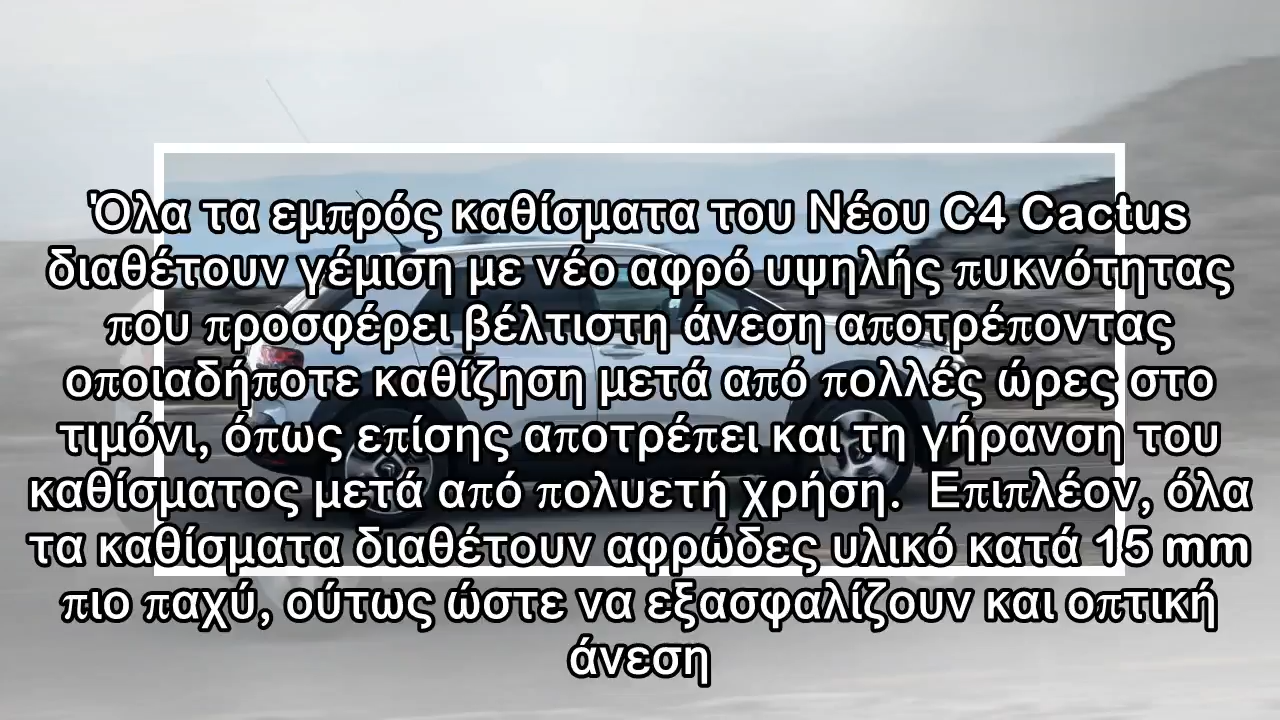 Όλα τα εμπρός καθίσματα του Νέου C4 Cactus
διαθέτουν γέμιση με νέο αφρό υψηλής πυκνότητας
που προσφέρει βέλτιστη άνεση αποτρέποντας
οποιαδήποτε καθίζηση μετά από πολλές ώρες στο
τιμόνι, όπως επίσης αποτρέπει και τη γήρανση του
καθίσματος μετά από πολυετή χρήση.  Επιπλέον, όλα
τα καθίσματα διαθέτουν αφρώδες υλικό κατά 15 mm
πιο παχύ, ούτως ώστε να εξασφαλίζουν και οπτική
άνεση